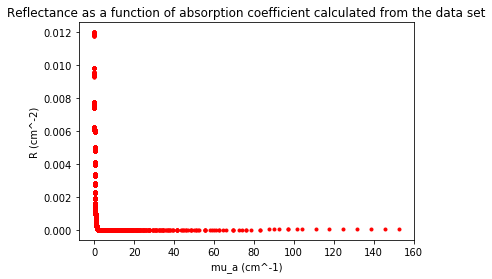 Reflectance as a function of absorption coefficient calculated from the data set
0.012
0.010
0.008
0.006
0.004
0.002
0.000
R (cm^-2)
0 20 40 60 80 100 120 140 160
mu_a (cm^-1)